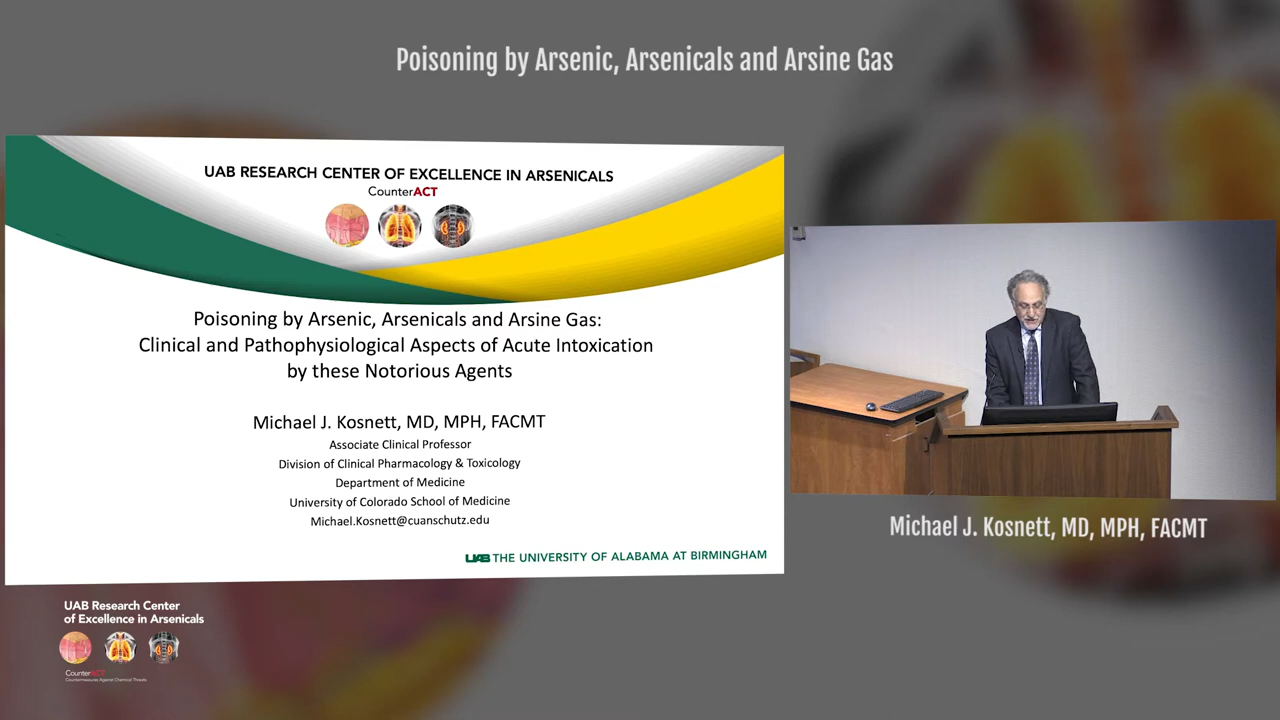 Poisoning by Arsenic, Arsenicals and Arsine Gas
UAB RESEARCH CENTER OF EXCELLENCE IN ARSENICALS
CounterACT
Poisoning by Arsenic, Arsenicals and Arsine Gas:
Clinical and Pathophysiological Aspects of Acute Intoxication
by these Notorious Agents
Michael J. Kosnett, MD, MPH, FACMT
Associate Clinical Professor
Division of Clinical Pharmacology & Toxicology
Department of Medicine
University of Colorado School of Medicine
Michael.Kosnett@cuanschutz.edu
UAB THE UNIVERSITY OF ALABAMA AT BIRMINGHAM
Michael J. Kosnett, MD, MPH, FACMT
UAB Research Center
of Excellence in Arsenicals
CounterACT
Countermeasures Against Chemical Threats